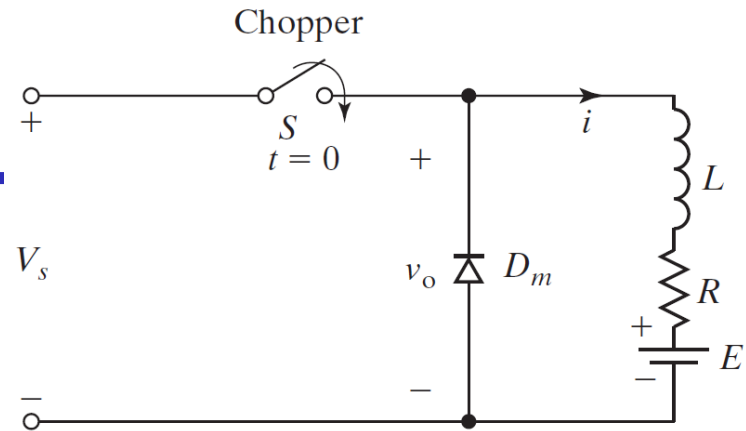 Chopper
+
S
t = 0
+
i
L
V_s
v_o
D_m
R
+
E
−
−
−